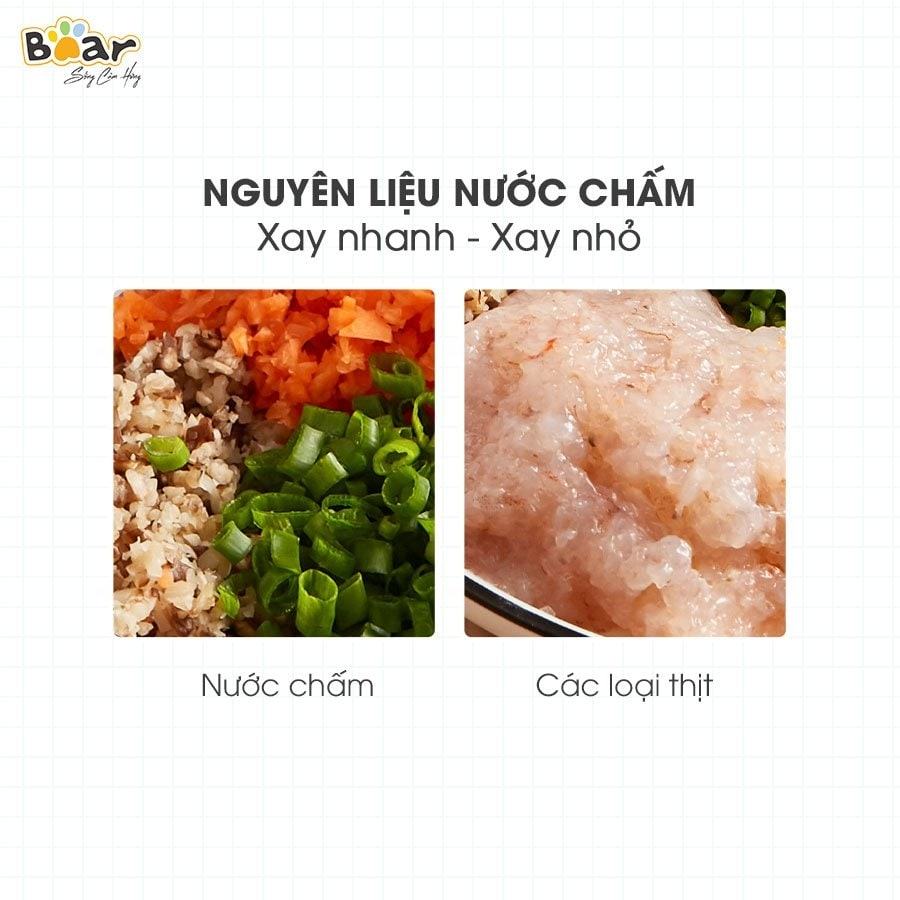 Bear
Sống Cảm Hứng
NGUYÊN LIỆU NƯỚC CHẤM
Xay nhanh - Xay nhỏ
Nước chấm
Các loại thịt